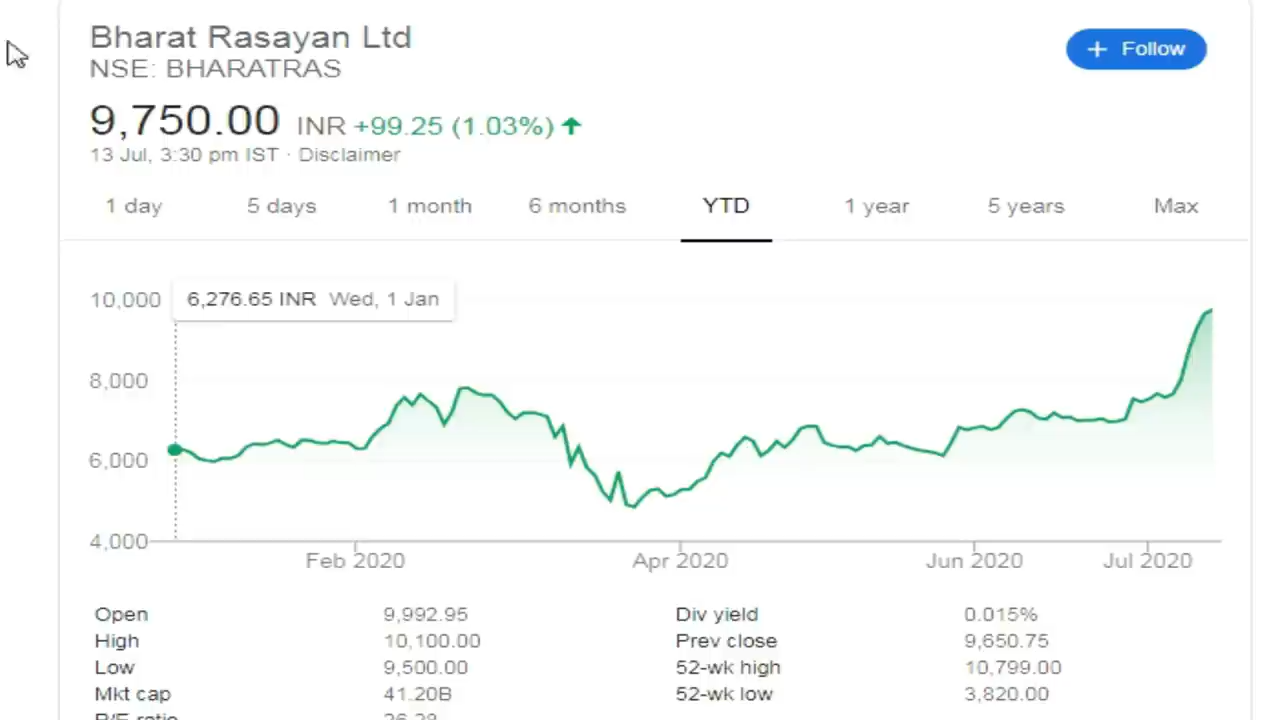 Bharat Rasayan Ltd
NSE: BHARATRAS
+ Follow
9,750.00 INR +99.25 (1.03%)
13 Jul, 3:30 pm IST · Disclaimer
1 day 5 days 1 month 6 months YTD 1 year 5 years Max
6,276.65 INR Wed, 1 Jan
10,000
8,000
6,000
4,000
Feb 2020 Apr 2020 Jun 2020 Jul 2020
Open 9,992.95 Div yield 0.015%
High 10,100.00 Prev close 9,650.75
Low 9,500.00 52-wk high 10,799.00
Mkt cap 41.20B 52-wk low 3,820.00
P/E ratio 26.28